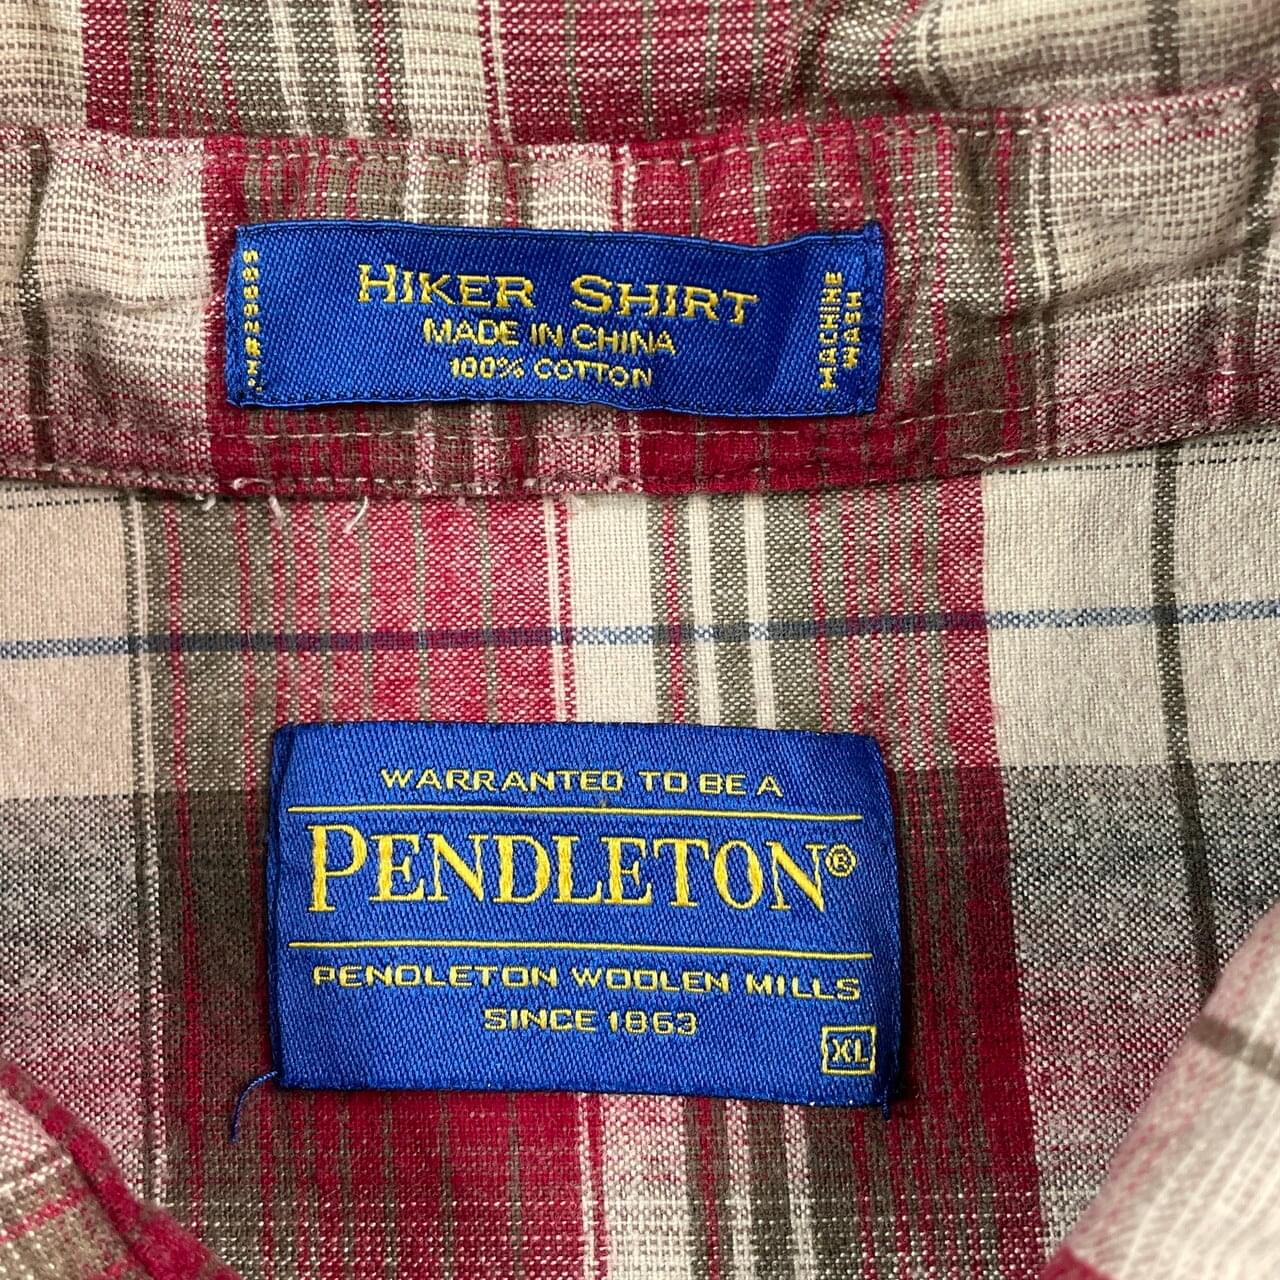 HIKER SHIRT
MADE IN CHINA
100% COTTON
MACHINE
WASH
WARRANTED TO BE A
PENDLETON®
PENDLETON WOOLEN MILLS
SINCE 1863
XL